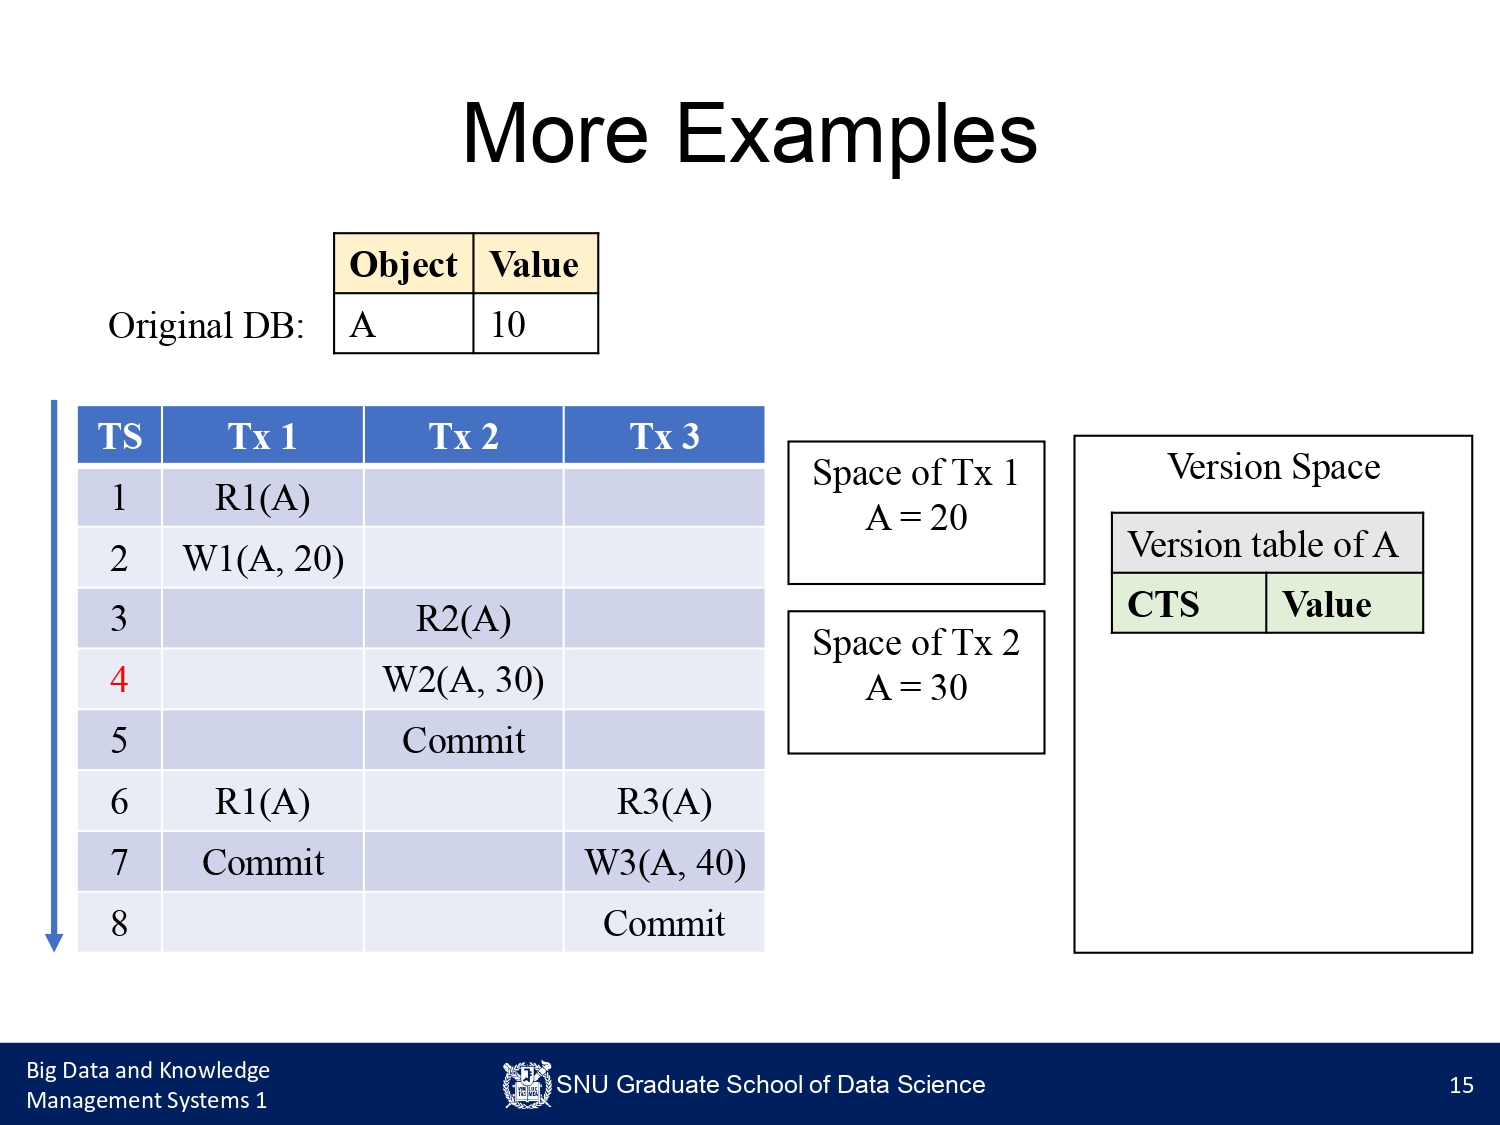 More Examples
Object Value
Original DB: A 10
TS Tx 1 Tx 2 Tx 3
1 R1(A)
2 W1(A, 20)
3 R2(A)
4 W2(A, 30)
5 Commit
6 R1(A) R3(A)
7 Commit W3(A, 40)
8 Commit
Space of Tx 1
A = 20
Space of Tx 2
A = 30
Version Space
Version table of A
CTS Value
Big Data and Knowledge
Management Systems 1
SNU Graduate School of Data Science
15